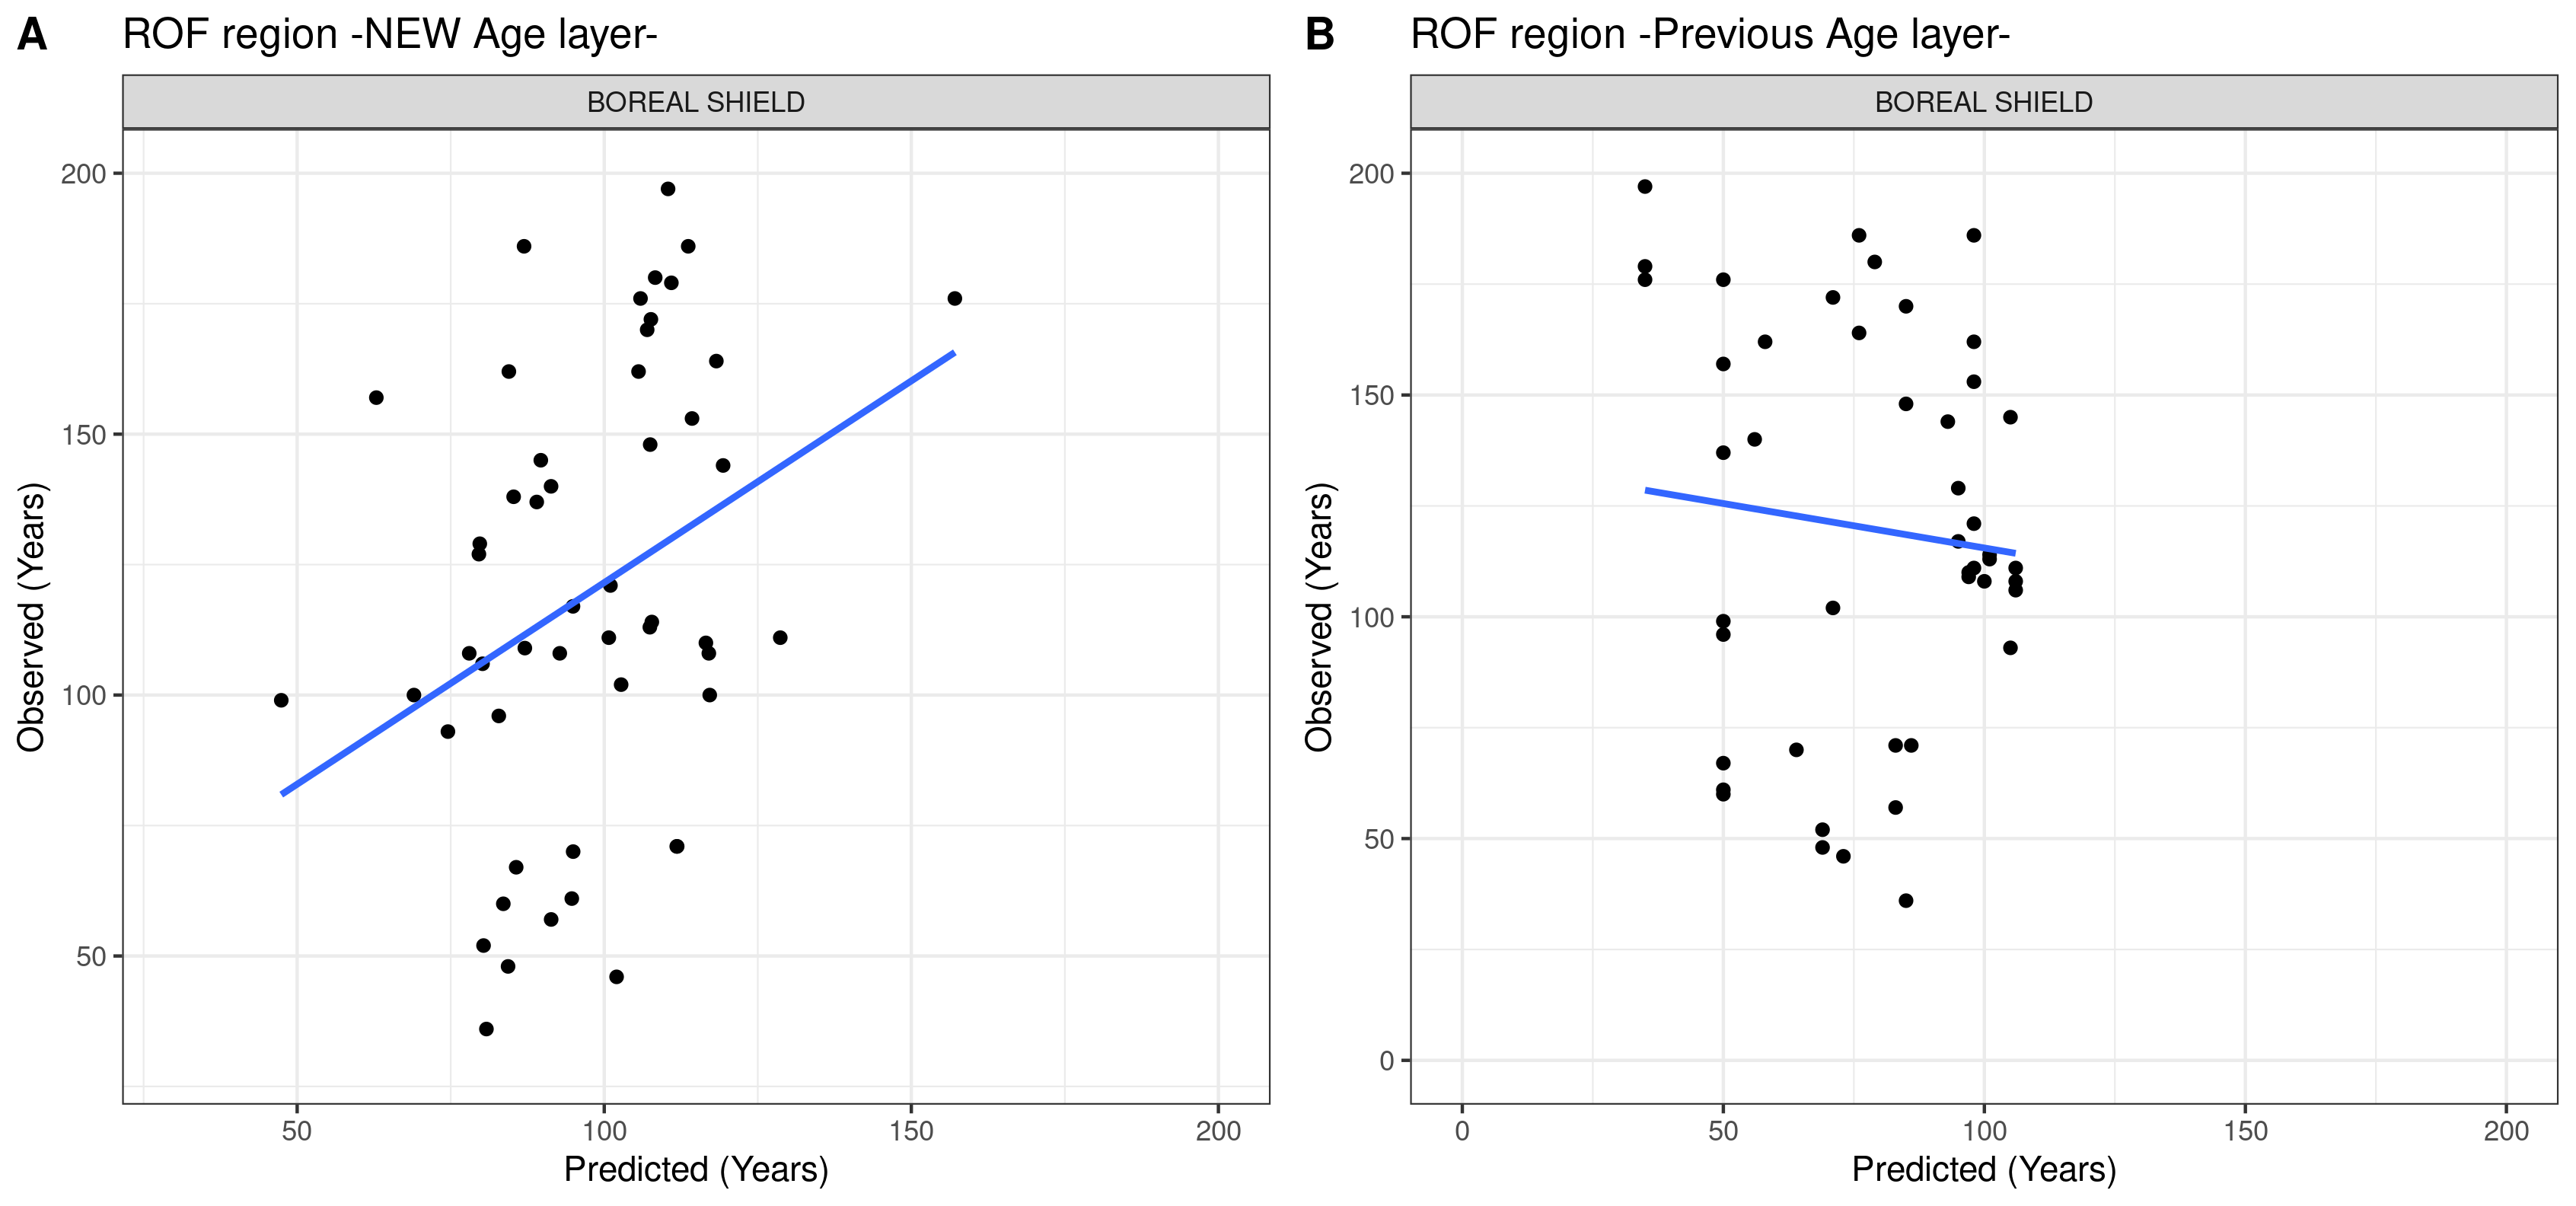 A ROF region -NEW Age layer-
BOREAL SHIELD
200
150
100
50
Observed (Years)
50 100 150 200
Predicted (Years)
B ROF region -Previous Age layer-
BOREAL SHIELD
200
150
100
50
0
Observed (Years)
0 50 100 150 200
Predicted (Years)